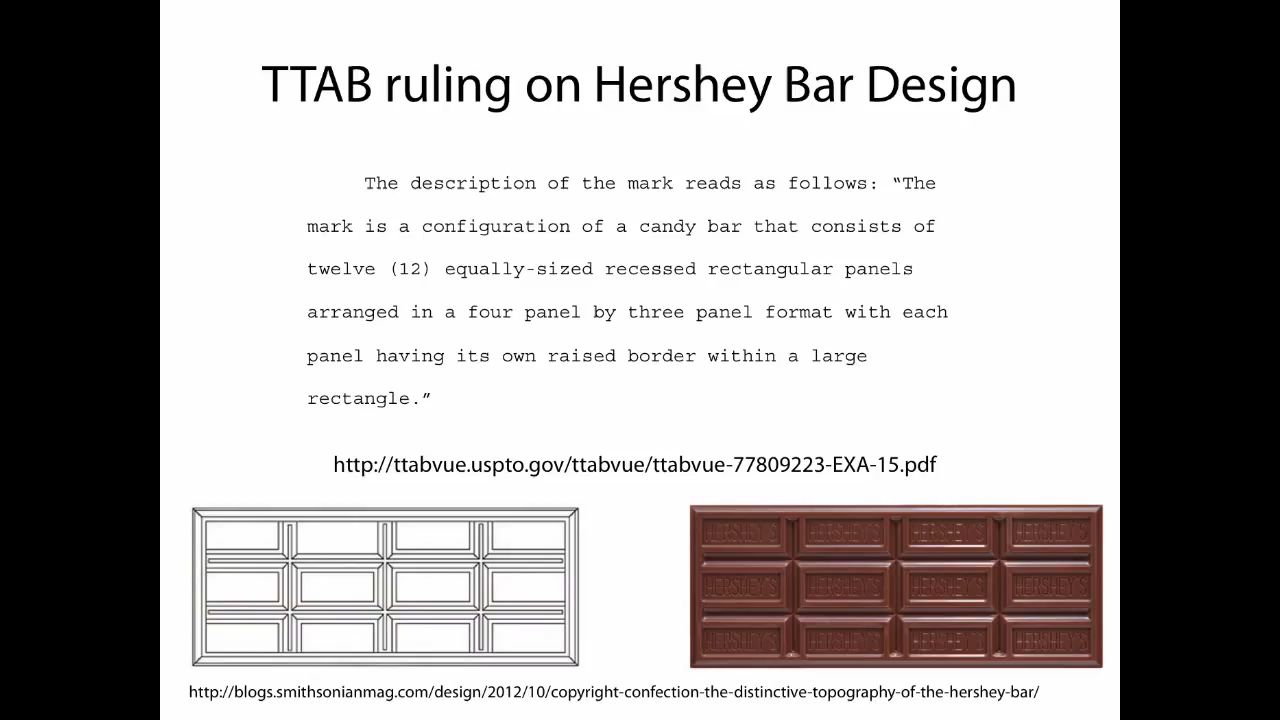 TTAB ruling on Hershey Bar Design
The description of the mark reads as follows: “The
mark is a configuration of a candy bar that consists of
twelve (12) equally-sized recessed rectangular panels
arranged in a four panel by three panel format with each
panel having its own raised border within a large
rectangle.”
http://ttabvue.uspto.gov/ttabvue/ttabvue-77809223-EXA-15.pdf
HERSHEY'S HERSHEY'S HERSHEY'S HERSHEY'S
HERSHEY'S HERSHEY'S HERSHEY'S HERSHEY'S
HERSHEY'S HERSHEY'S HERSHEY'S HERSHEY'S
http://blogs.smithsonianmag.com/design/2012/10/copyright-confection-the-distinctive-topography-of-the-hershey-bar/